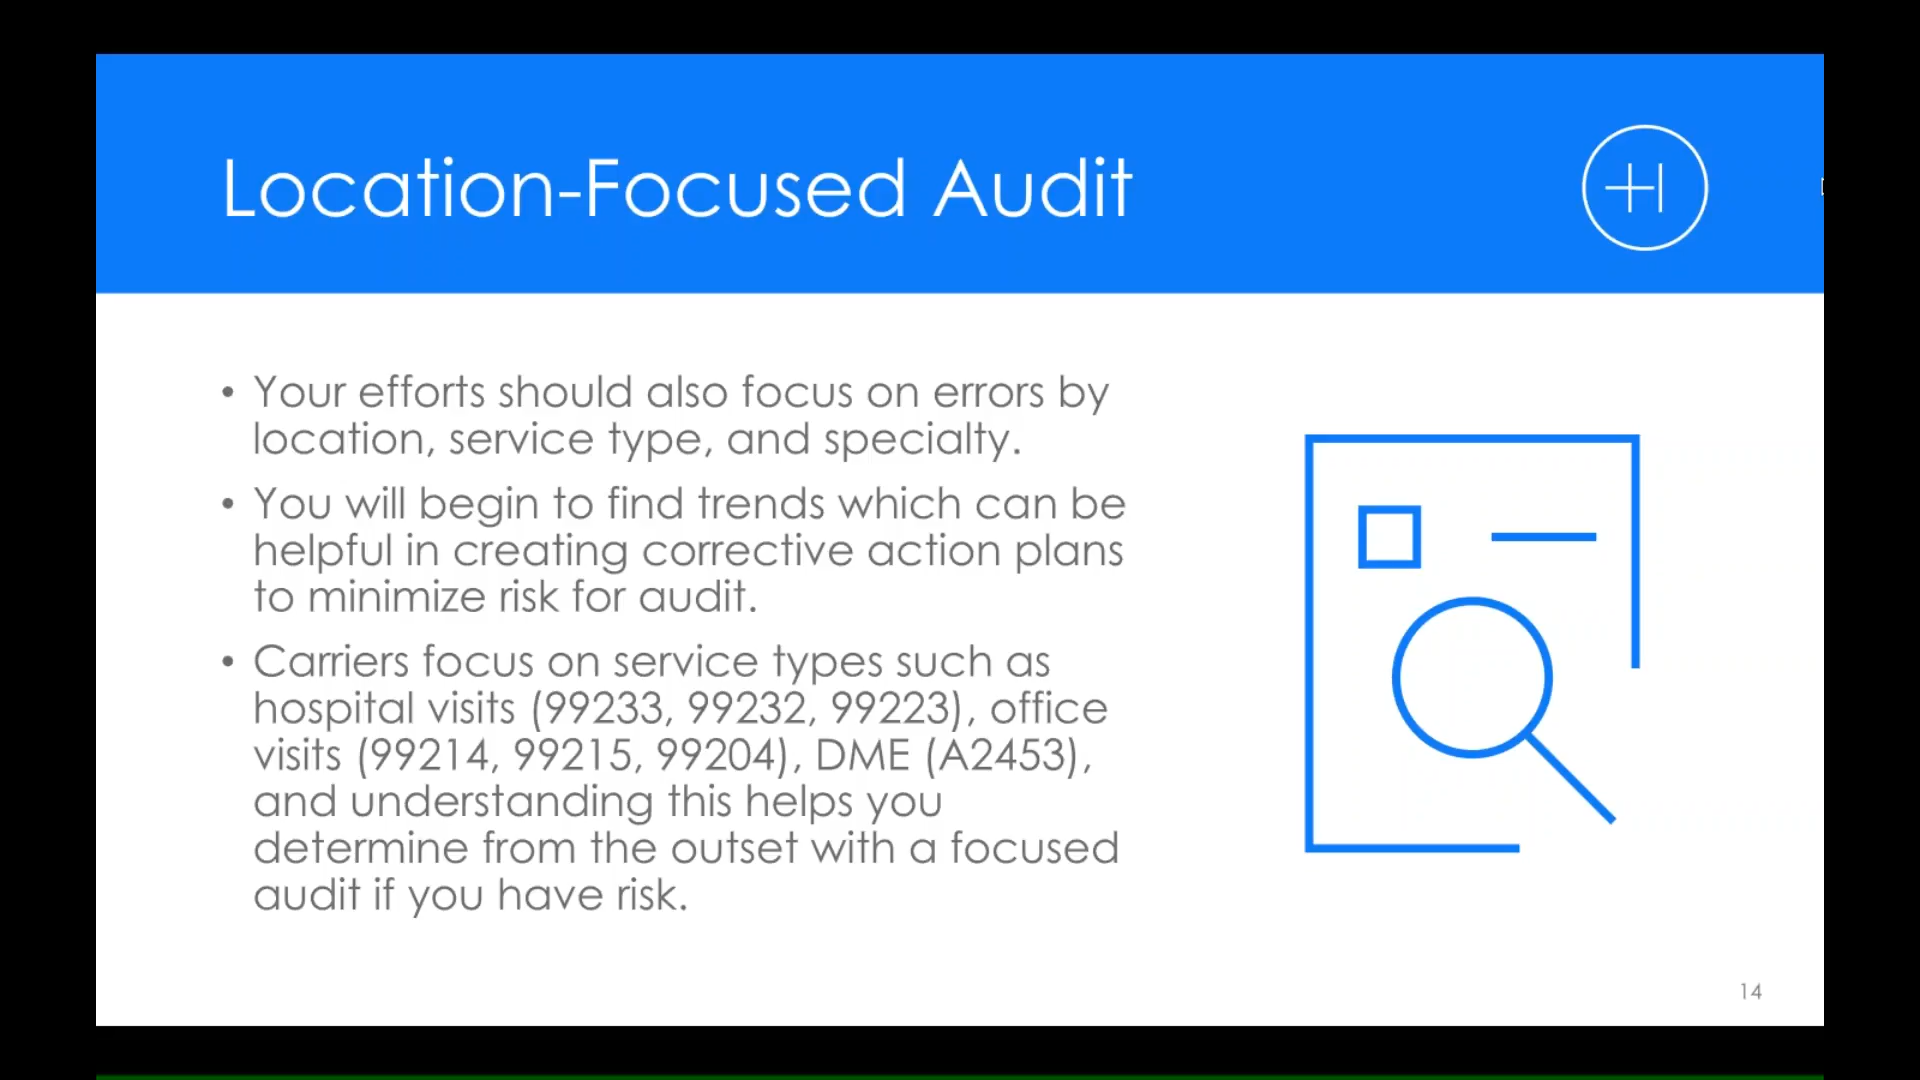 Location-Focused Audit
• Your efforts should also focus on errors by
location, service type, and specialty.
• You will begin to find trends which can be
helpful in creating corrective action plans
to minimize risk for audit.
• Carriers focus on service types such as
hospital visits (99233, 99232, 99223), office
visits (99214, 99215, 99204), DME (A2453),
and understanding this helps you
determine from the outset with a focused
audit if you have risk.
14